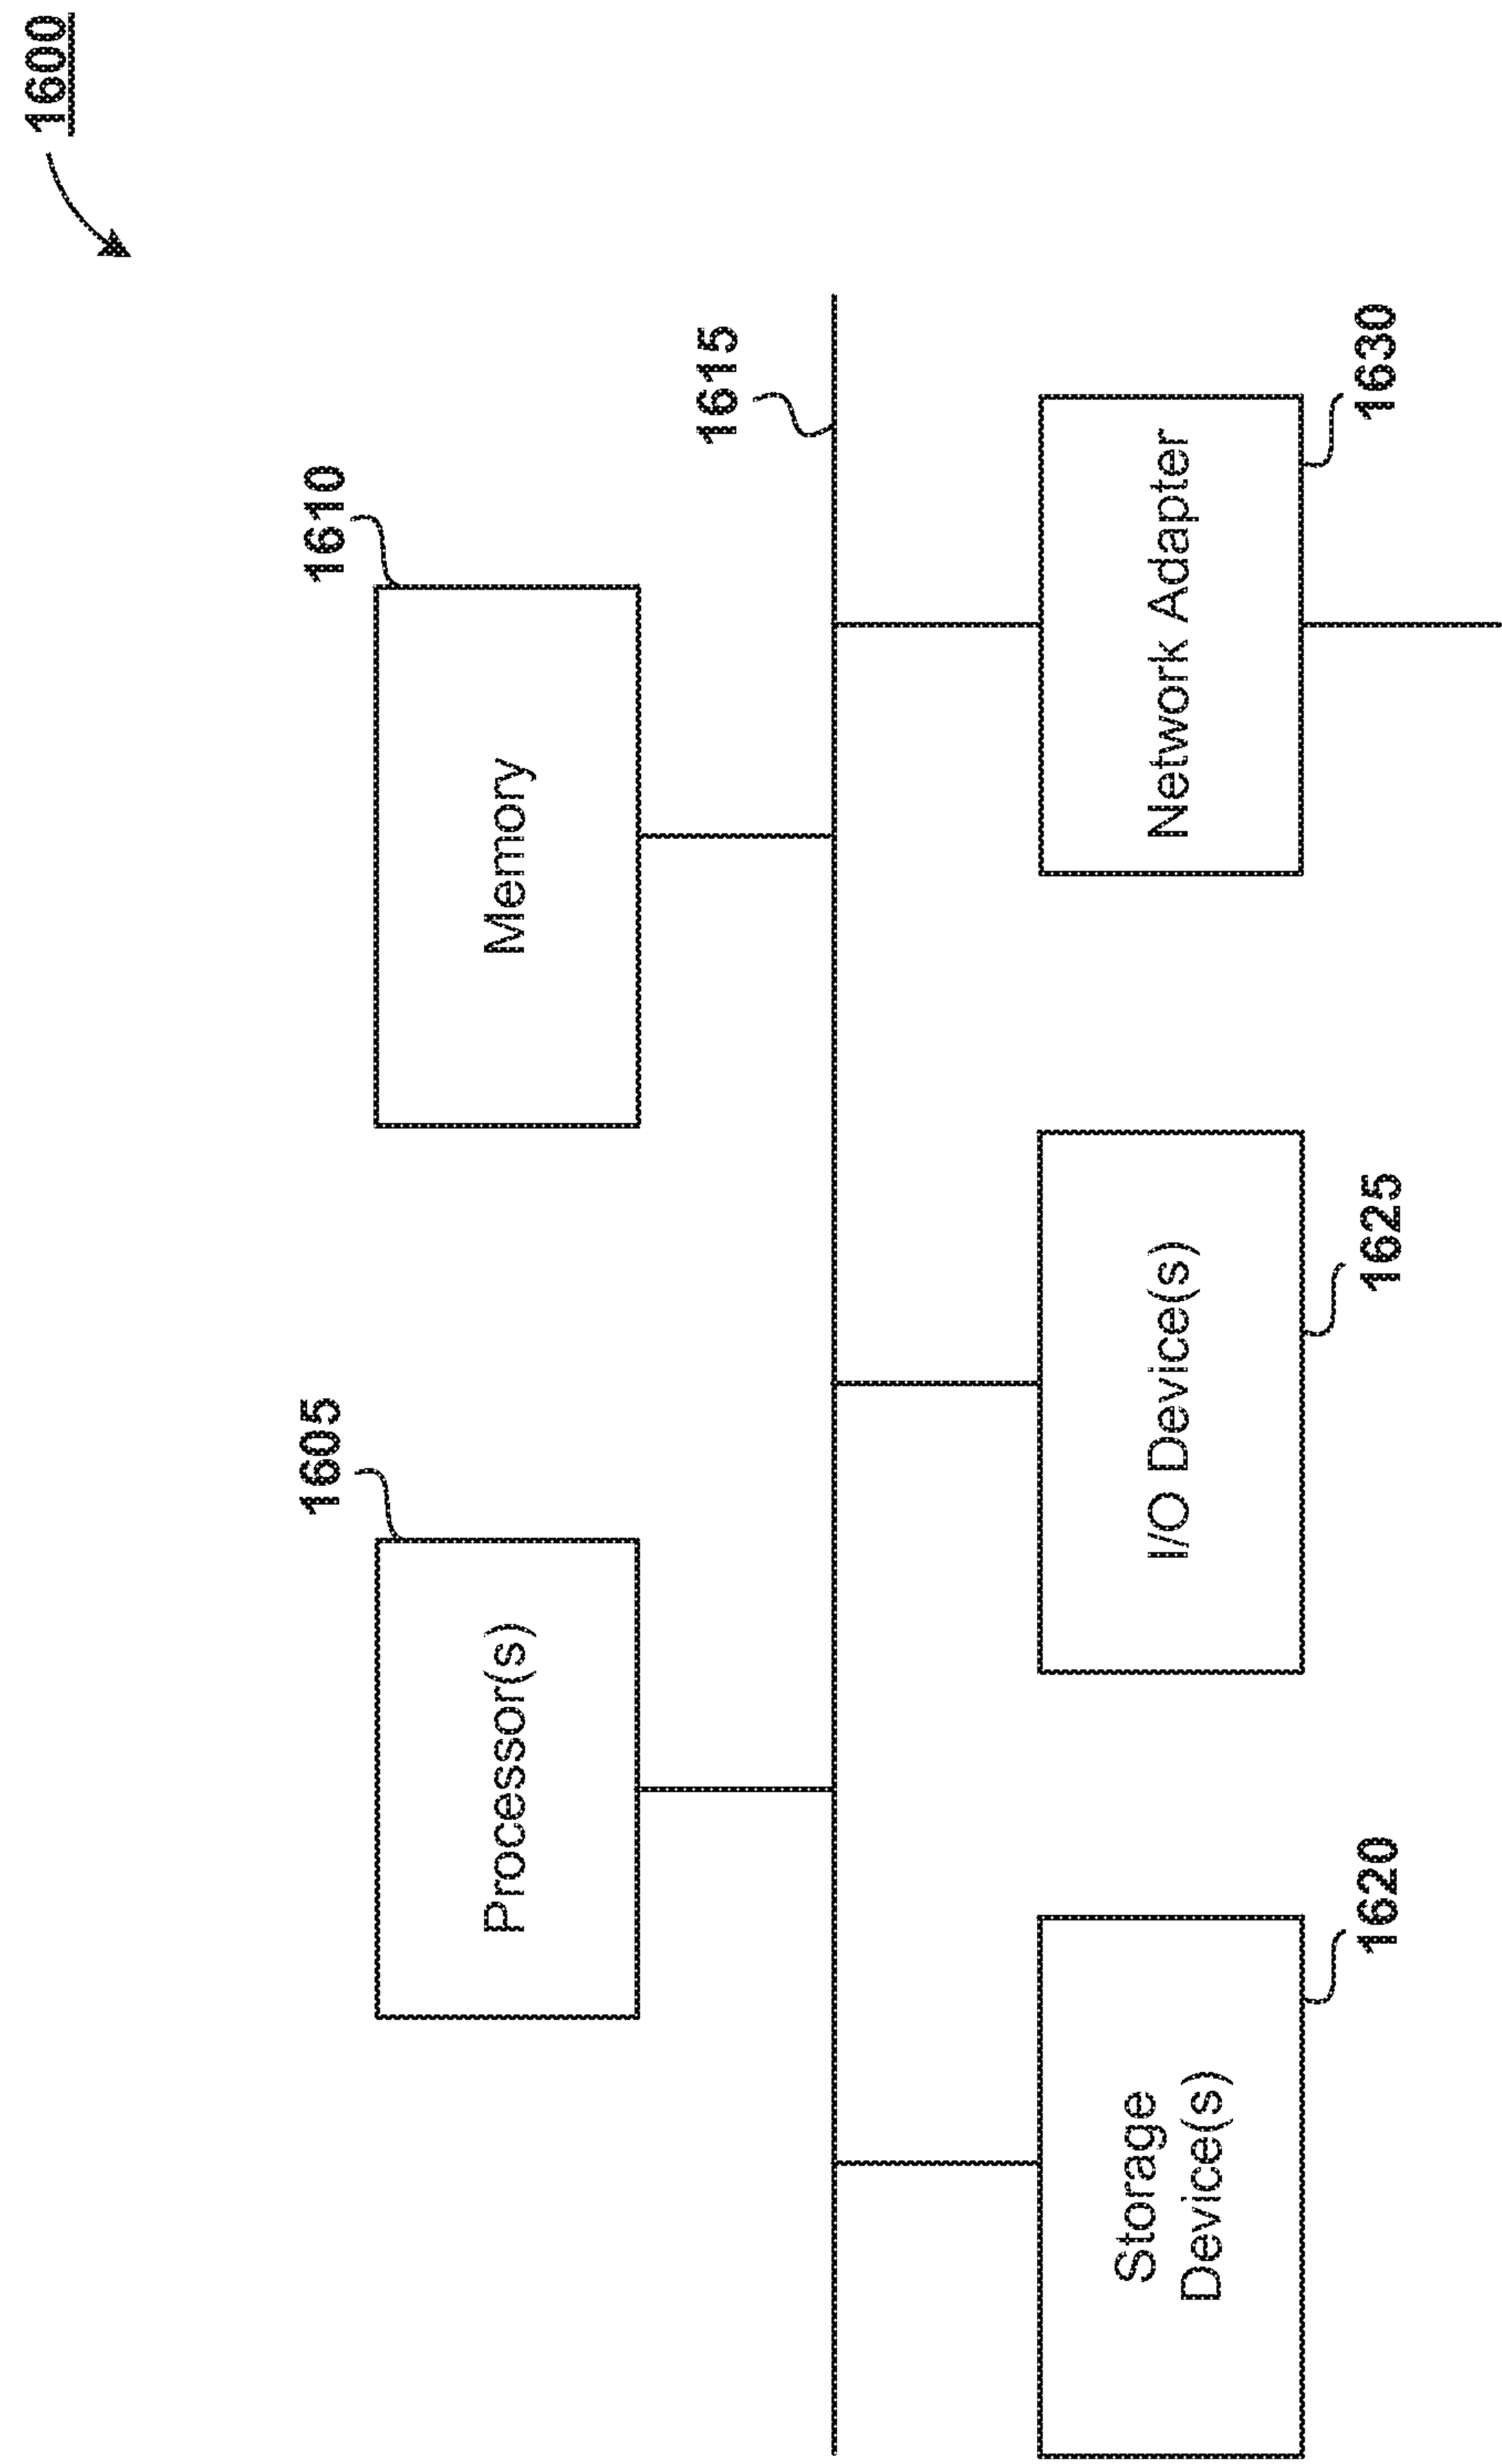 1600
1605
1610
Processor(s)
Memory
1615
Storage
Device(s)
I/O Device(s)
Network Adapter
1620
1625
1630